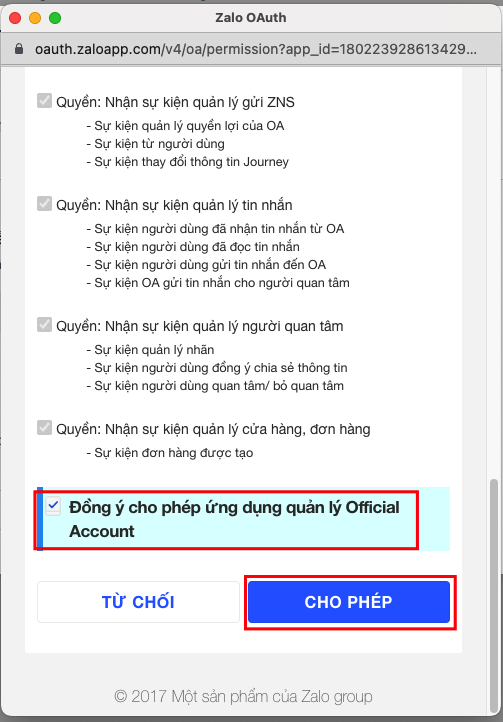 Zalo OAuth
oauth.zaloapp.com/v4/oa/permission?app_id=180223928613429...
Quyền: Nhận sự kiện quản lý gửi ZNS
- Sự kiện quản lý quyền lợi của OA
- Sự kiện từ người dùng
- Sự kiện thay đổi thông tin Journey
Quyền: Nhận sự kiện quản lý tin nhắn
- Sự kiện người dùng đã nhận tin nhắn từ OA
- Sự kiện người dùng đã đọc tin nhắn
- Sự kiện người dùng gửi tin nhắn đến OA
- Sự kiện OA gửi tin nhắn cho người quan tâm
Quyền: Nhận sự kiện quản lý người quan tâm
- Sự kiện quản lý nhãn
- Sự kiện người dùng đồng ý chia sẻ thông tin
- Sự kiện người dùng quan tâm/ bỏ quan tâm
Quyền: Nhận sự kiện quản lý cửa hàng, đơn hàng
- Sự kiện đơn hàng được tạo
Đồng ý cho phép ứng dụng quản lý Official
Account
TỪ CHỐI
CHO PHÉP
© 2017 Một sản phẩm của Zalo group